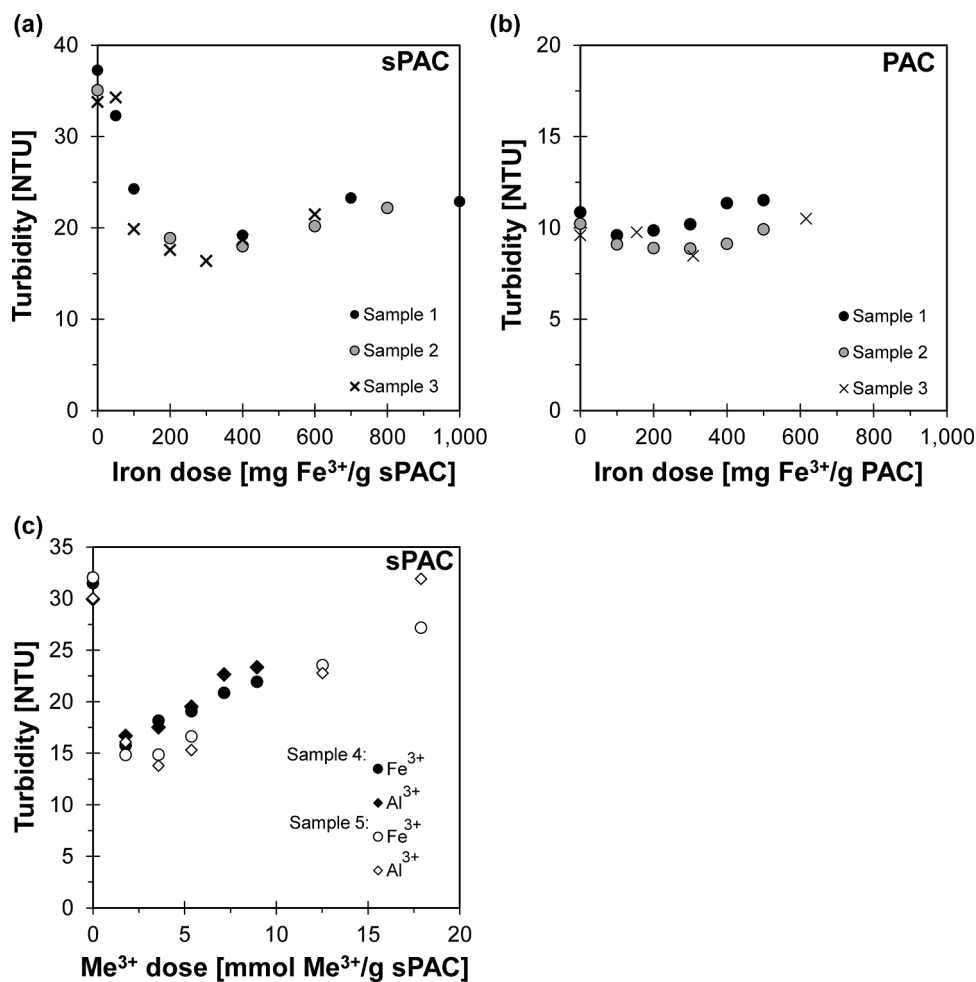 (a)
sPAC
Turbidity [NTU]
40
30
20
10
0
Sample 1
Sample 2
Sample 3
0 200 400 600 800 1,000
Iron dose [mg Fe³⁺/g sPAC]
(b)
PAC
Turbidity [NTU]
20
15
10
5
0
Sample 1
Sample 2
Sample 3
0 200 400 600 800 1,000
Iron dose [mg Fe³⁺/g PAC]
(c)
sPAC
Turbidity [NTU]
35
30
25
20
15
10
5
0
Sample 4:
Fe³⁺
Al³⁺
Sample 5:
Fe³⁺
Al³⁺
0 5 10 15 20
Me³⁺ dose [mmol Me³⁺/g sPAC]